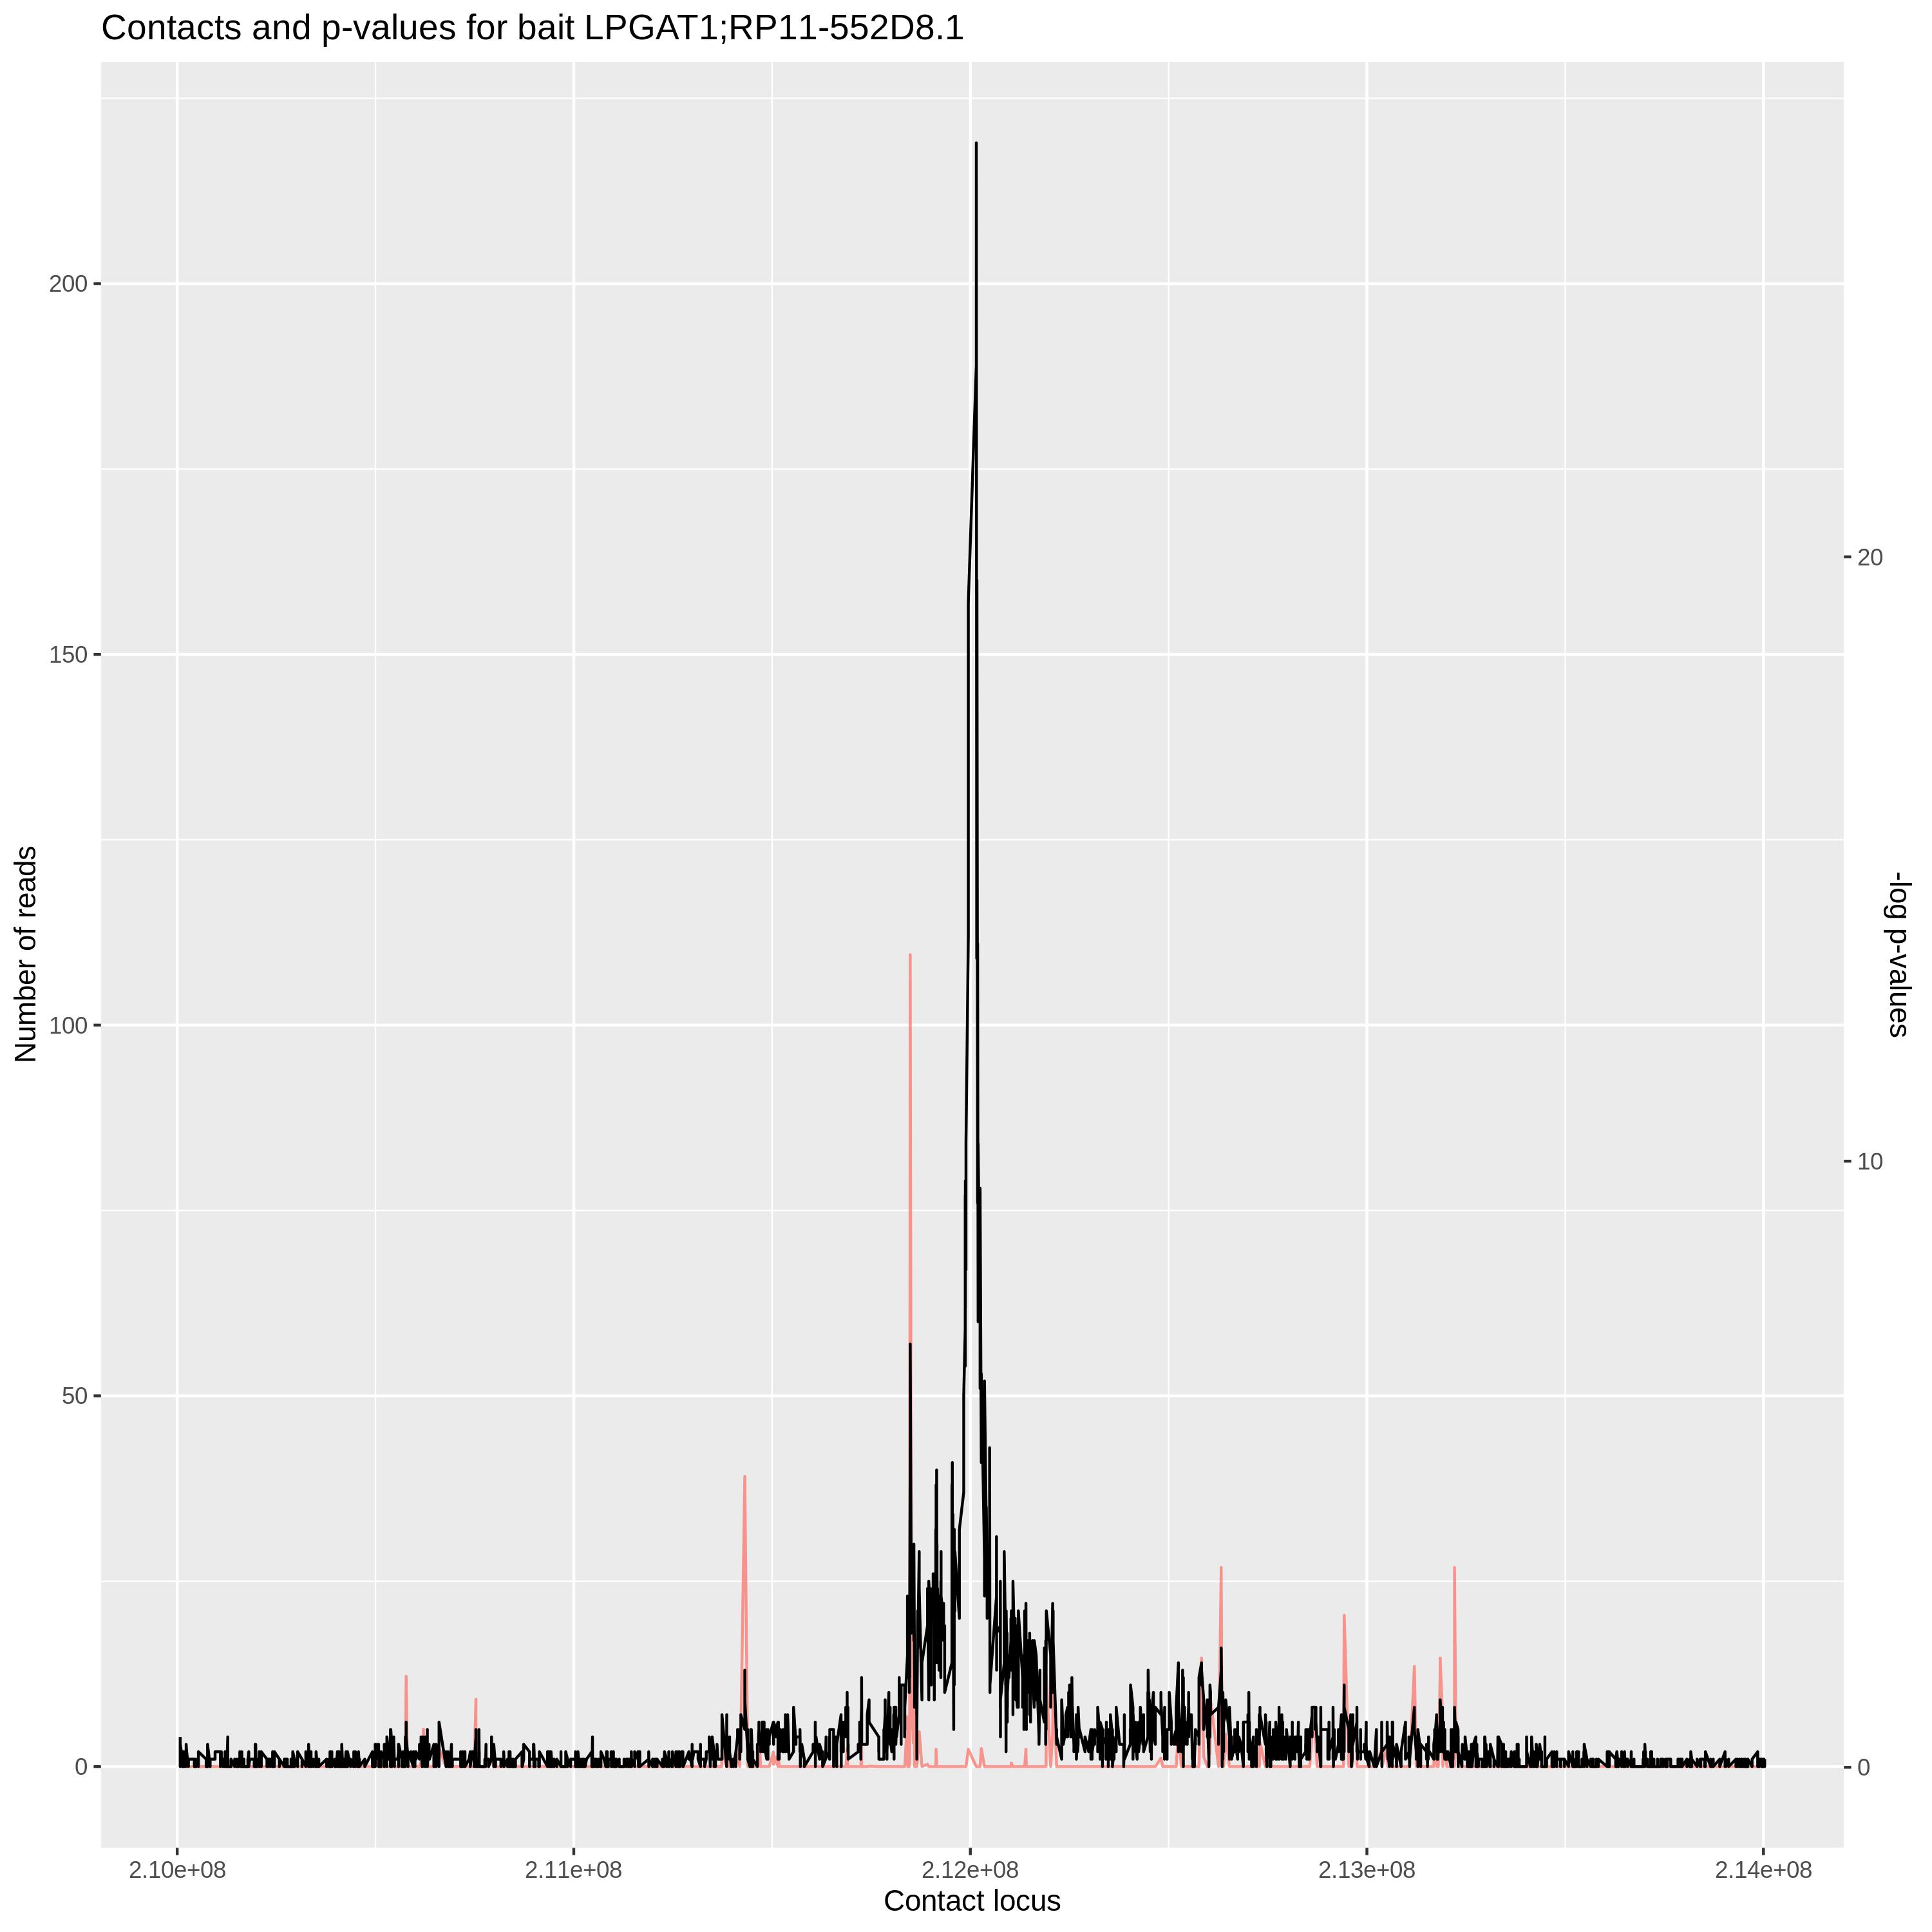 Contacts and p-values for bait LPGAT1;RP11-552D8.1
200
150
100
50
0
Number of reads
20
10
0
-log p-values
2.10e+08
2.11e+08
2.12e+08
2.13e+08
2.14e+08
Contact locus